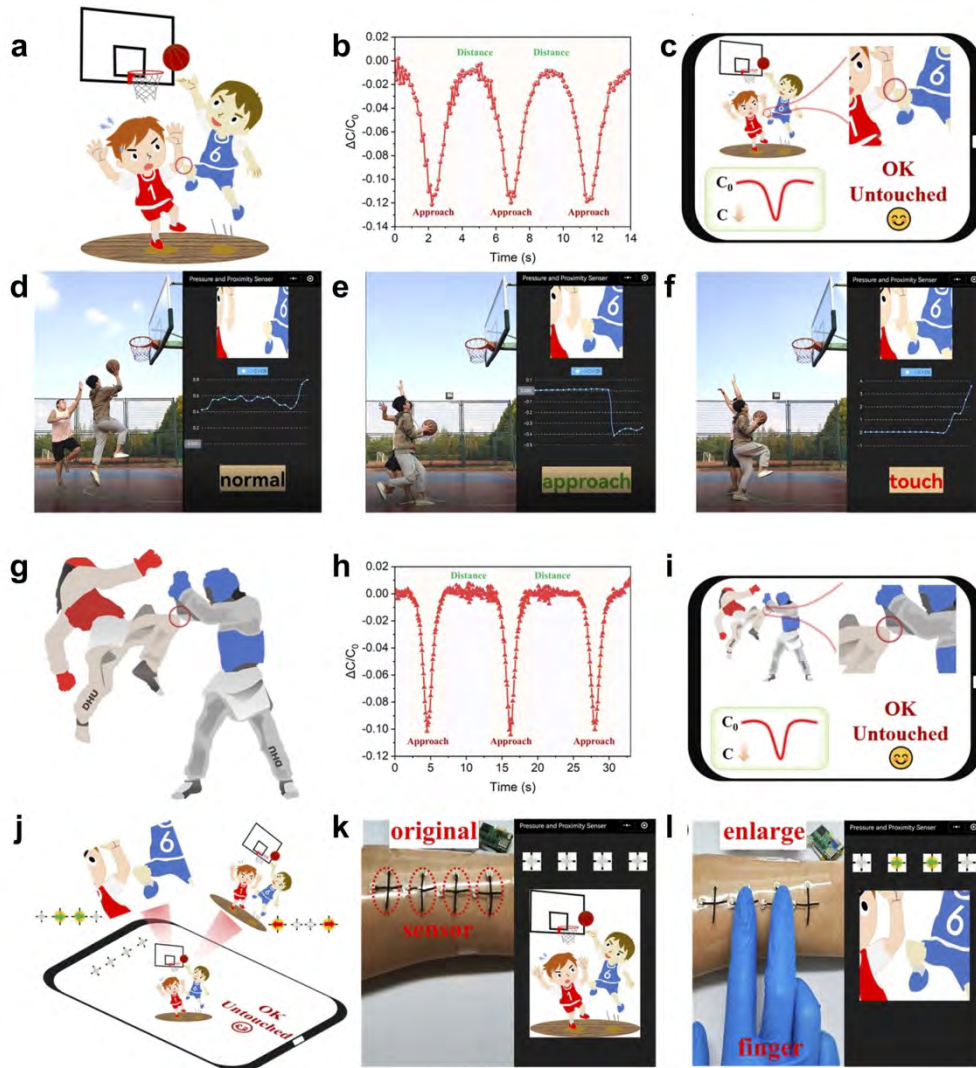 a
b
0.02
0.00
-0.02
-0.04
-0.06
-0.08
-0.10
-0.12
-0.14
ΔC/C0
Distance
Distance
Approach
Approach
Approach
0 2 4 6 8 10 12 14
Time (s)
c
OK
Untouched
C0
C
1
6
d
Pressure and Proximity Senser
normal
e
Pressure and Proximity Senser
approach
f
Pressure and Proximity Senser
touch
g
DHU
DHU
h
0.02
0.00
-0.02
-0.04
-0.06
-0.08
-0.10
-0.12
ΔC/C0
Distance
Distance
Approach
Approach
Approach
0 5 10 15 20 25 30
Time (s)
i
OK
Untouched
C0
C
j
6
OK
Untouched
k
original
sensor
Pressure and Proximity Senser
1
6
l
enlarge
finger
Pressure and Proximity Senser
6